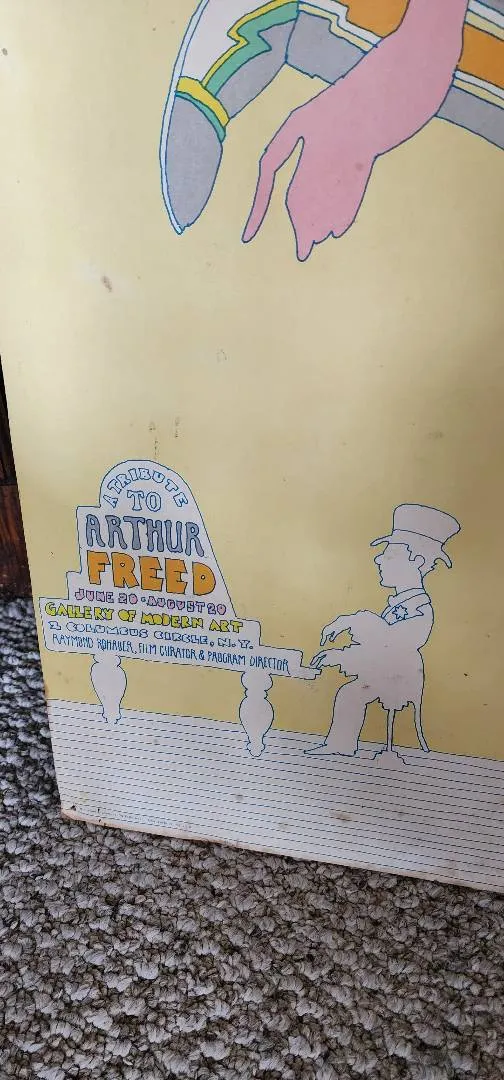 A TRIBUTE
TO
ARTHUR
FREED
JUNE 20 • AUGUST 20
GALLERY OF MODERN ART
2 COLUMBUS CIRCLE, N.Y.
RAYMOND ROHAUER, FILM CURATOR & PROGRAM DIRECTOR